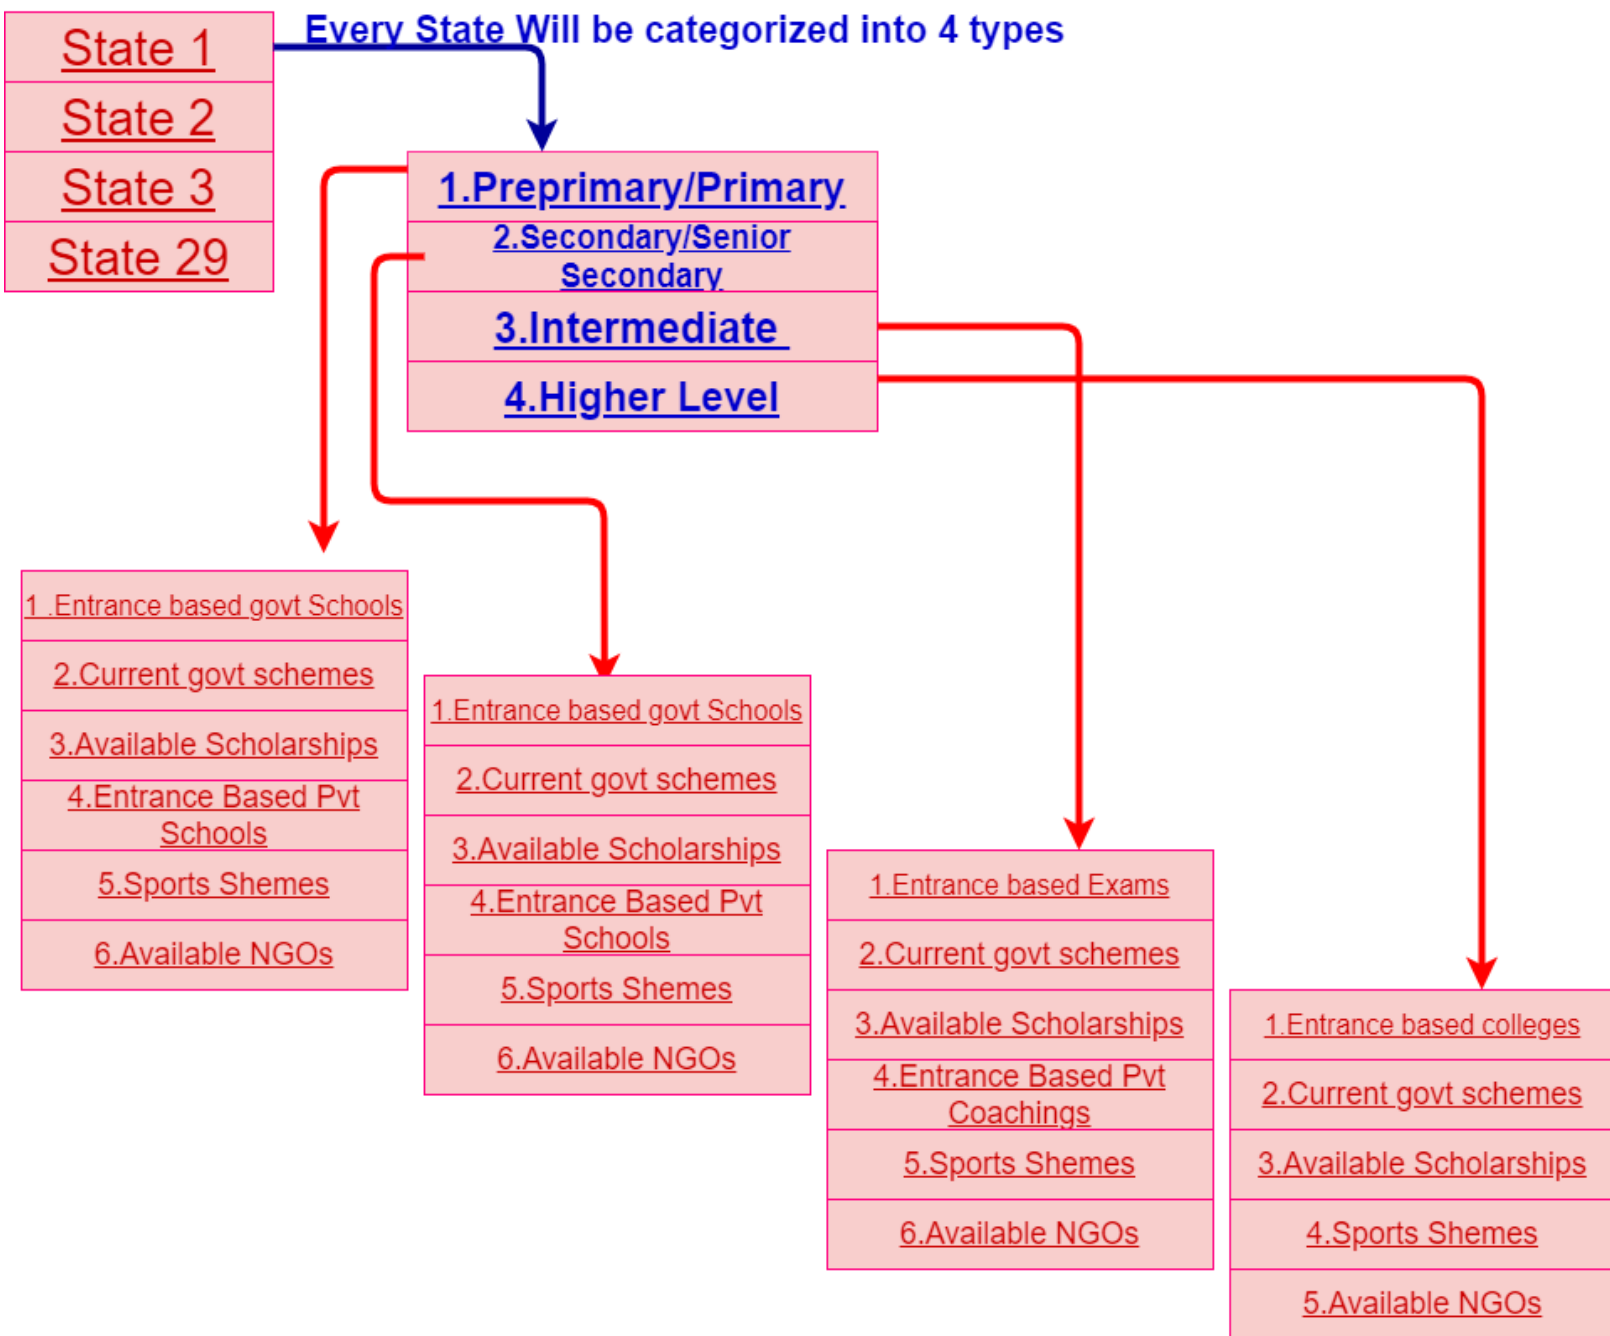 State 1
Every State Will be categorized into 4 types
State 2
State 3
State 29
1.Preprimary/Primary
2.Secondary/Senior
Secondary
3.Intermediate
4.Higher Level
1 .Entrance based govt Schools
2.Current govt schemes
3.Available Scholarships
4.Entrance Based Pvt
Schools
5.Sports Shemes
6.Available NGOs
1.Entrance based govt Schools
2.Current govt schemes
3.Available Scholarships
4.Entrance Based Pvt
Schools
5.Sports Shemes
6.Available NGOs
1.Entrance based Exams
2.Current govt schemes
3.Available Scholarships
4.Entrance Based Pvt
Coachings
5.Sports Shemes
6.Available NGOs
1.Entrance based colleges
2.Current govt schemes
3.Available Scholarships
4.Sports Shemes
5.Available NGOs